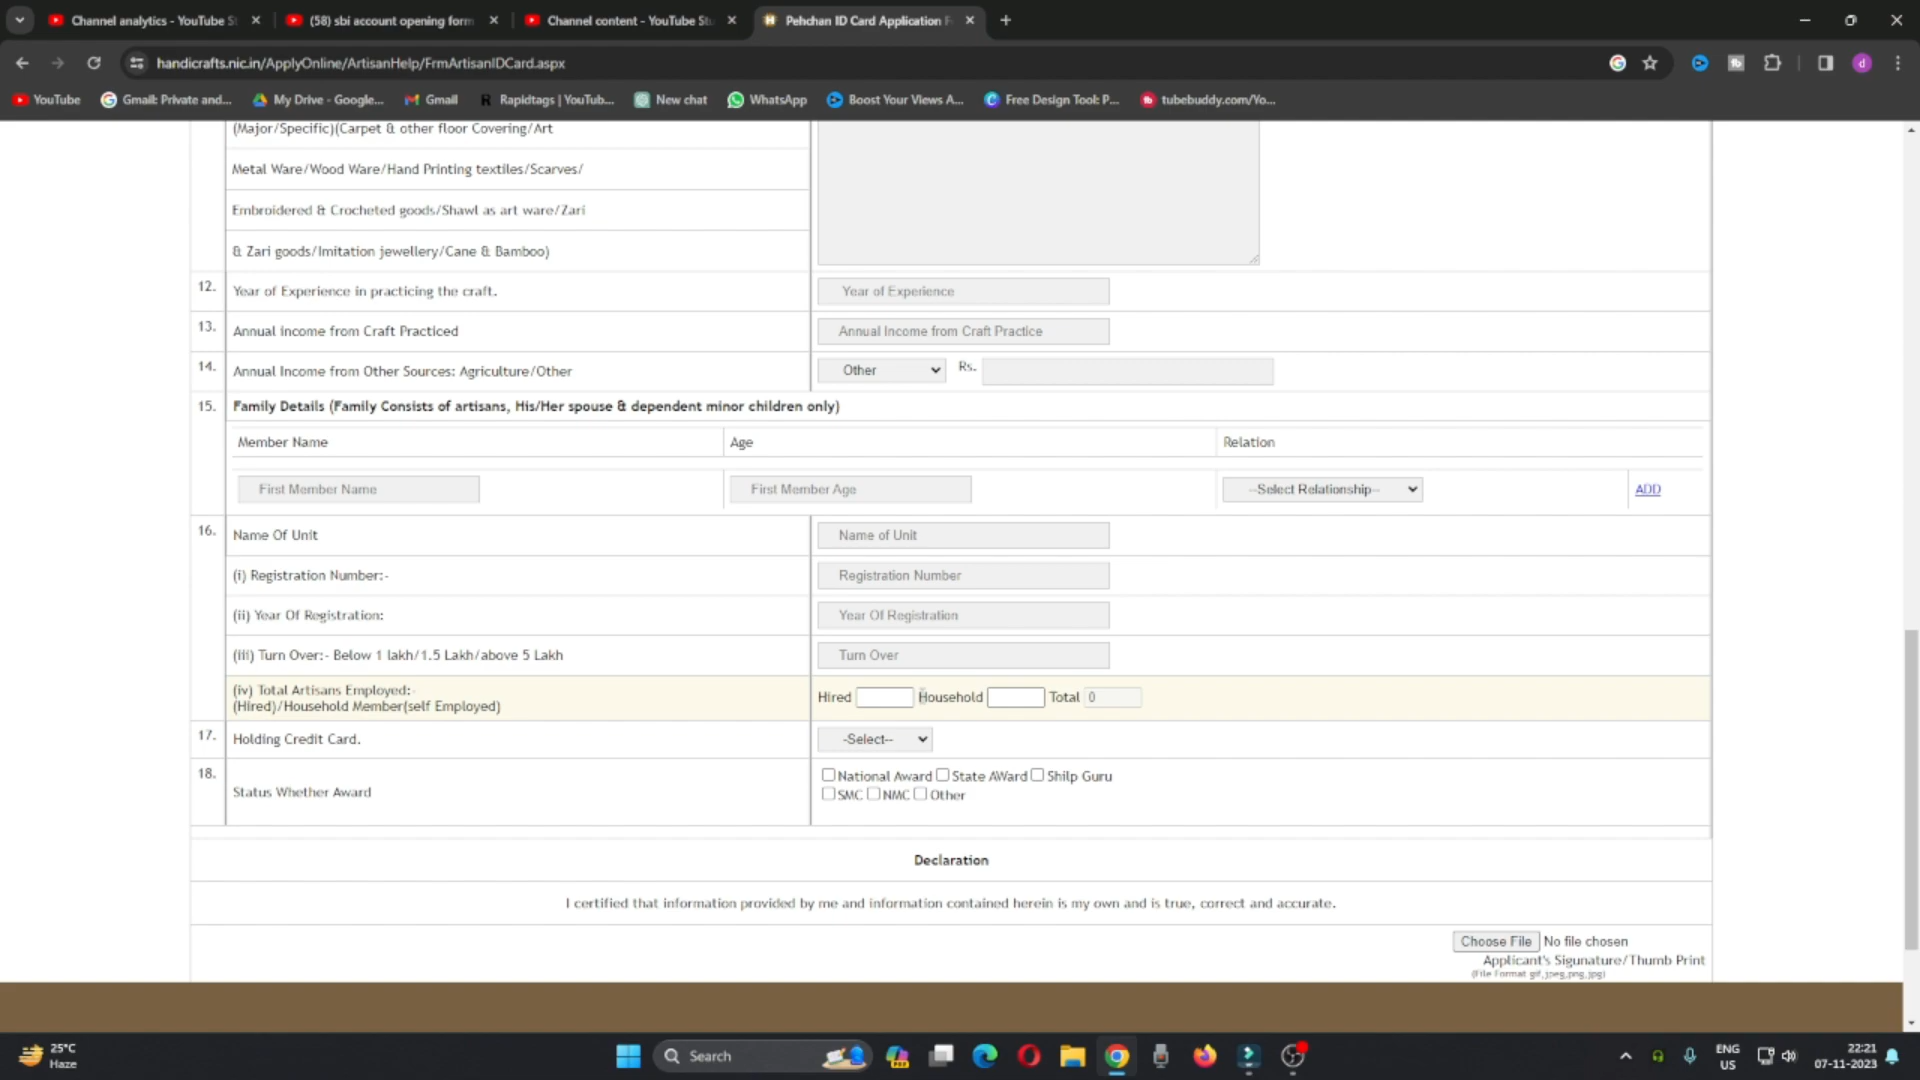 Channel analytics - YouTube St
(58) sbi account opening form
Channel content - YouTube Stu
Pehchan ID Card Application F
handicrafts.nic.in/ApplyOnline/ArtisanHelp/FrmArtisanIDCard.aspx
YouTube
Gmail: Private and...
My Drive - Google...
Gmail
Rapidtags | YouTub...
New chat
WhatsApp
Boost Your Views A...
Free Design Tool: P...
tubebuddy.com/Yo...
(Major/Specific)(Carpet & other floor Covering/Art
Metal Ware/Wood Ware/Hand Printing textiles/Scarves/
Embroidered & Crocheted goods/Shawl as art ware/Zari
& Zari goods/Imitation jewellery/Cane & Bamboo)
12. Year of Experience in practicing the craft. Year of Experience
13. Annual income from Craft Practiced Annual Income from Craft Practice
14. Annual Income from Other Sources: Agriculture/Other Other Rs.
15. Family Details (Family Consists of artisans, His/Her spouse & dependent minor children only)
Member Name Age Relation
First Member Name First Member Age --Select Relationship-- ADD
16. Name Of Unit Name of Unit
(i) Registration Number:- Registration Number
(ii) Year Of Registration: Year Of Registration
(iii) Turn Over:- Below 1 lakh/1.5 Lakh/above 5 Lakh Turn Over
(iv) Total Artisans Employed:-
(Hired)/Household Member(self Employed) Hired Household Total 0
17. Holding Credit Card. -Select--
18. Status Whether Award
National Award State AWard Shilp Guru
SMC NMC Other
Declaration
I certified that information provided by me and information contained herein is my own and is true, correct and accurate.
Choose File No file chosen
Applicant's Sigunature/Thumb Print
(File Format gif,jpeg,png,jpg)
25°C
Haze
Search
ENG
US
22:21
07-11-2023